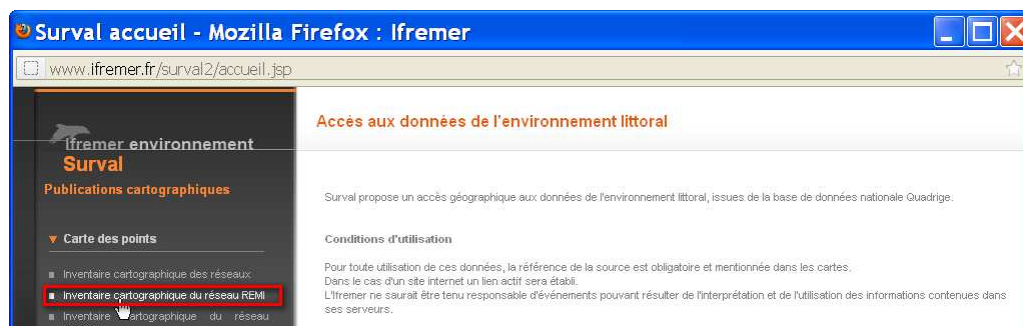 Surval accueil - Mozilla Firefox : Ifremer
www.ifremer.fr/surval2/accueil.jsp
Ifremer environnement
Surval
Publications cartographiques
Carte des points
Inventaire cartographique des réseaux
Inventaire cartographique du réseau REMI
Inventaire cartographique du réseau
Accès aux données de l'environnement littoral
Surval propose un accès géographique aux données de l'environnement littoral, issues de la base de données nationale Quadrige.
Conditions d'utilisation
Pour toute utilisation de ces données, la référence de la source est obligatoire et mentionnée dans les cartes.
Dans le cas d'un site internet un lien actif sera établi.
L'Ifremer ne saurait être tenu responsable d'événements pouvant résulter de l'interprétation et de l'utilisation des informations contenues dans
ses serveurs.